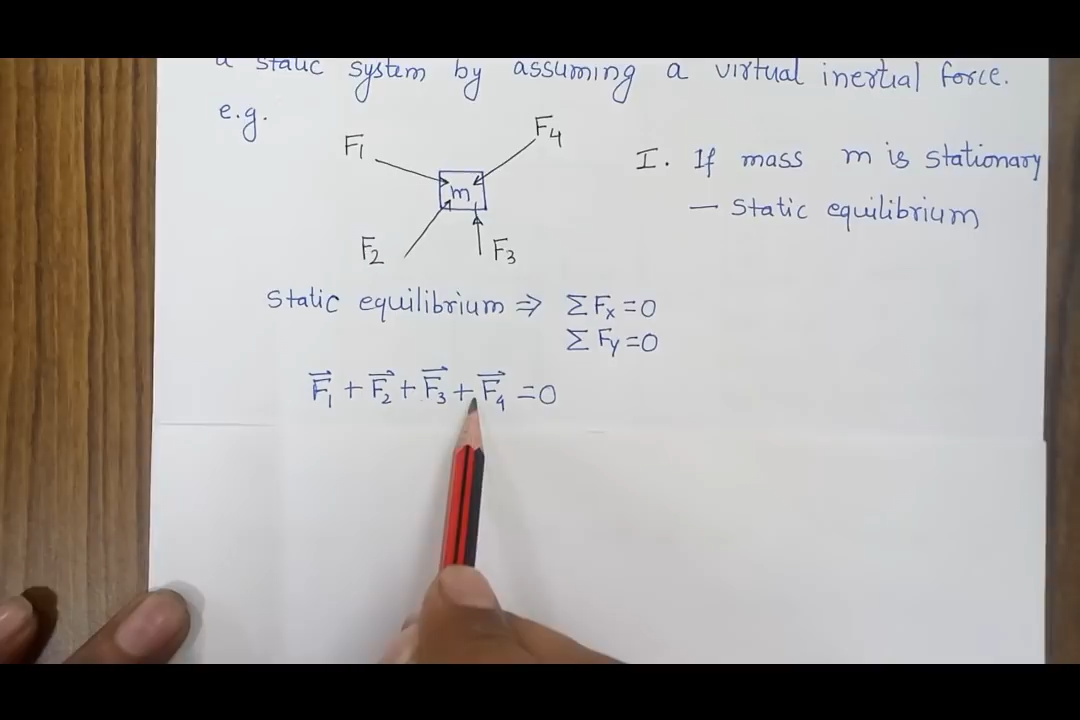 a static system by assuming a virtual inertial force.
e.g.
F1
F4
m
F2
F3
I. If mass m is stationary
— Static equilibrium
Static equilibrium ⇒ ΣFx=0
ΣFy=0
F⃗1 + F⃗2 + F⃗3 + F⃗4 = 0